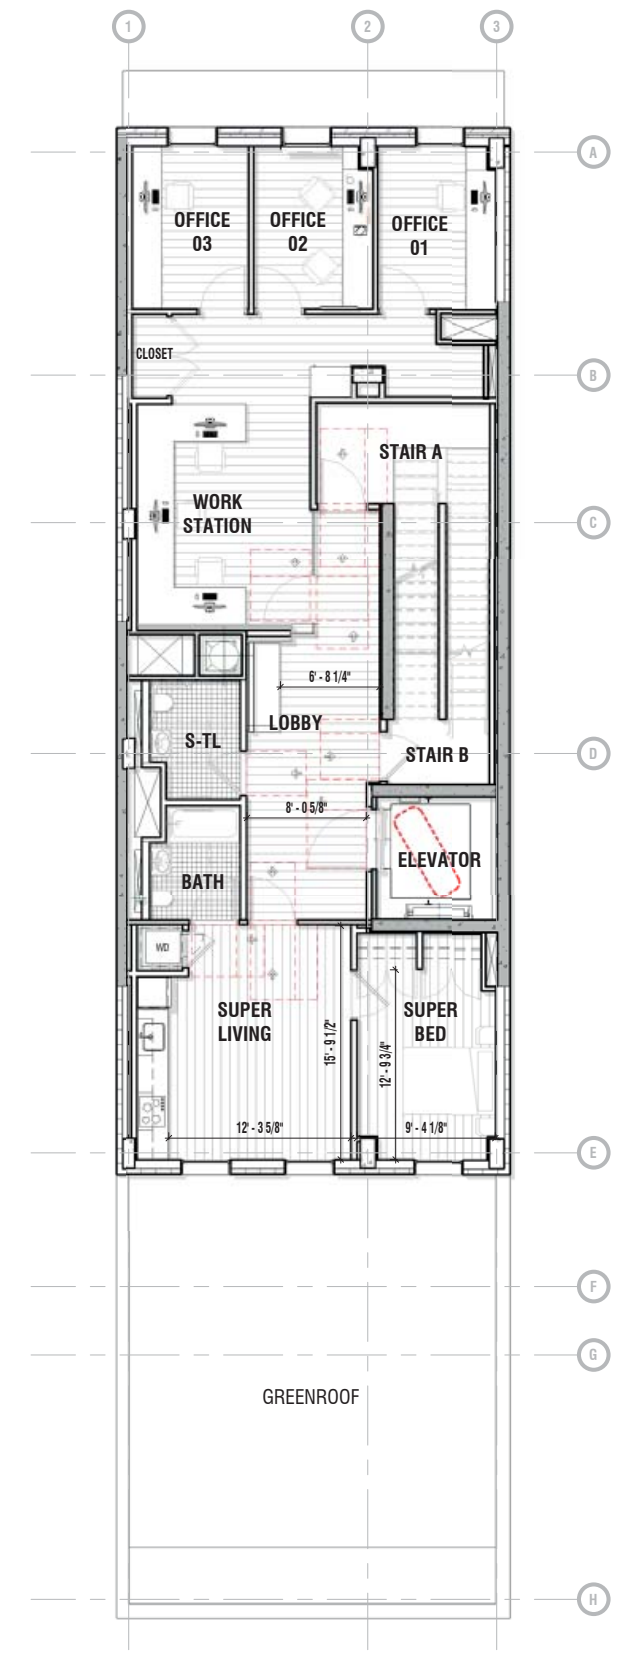 1
2
3
A
OFFICE
03
OFFICE
02
OFFICE
01
CLOSET
B
STAIR A
WORK
STATION
C
6' - 8 1/4"
LOBBY
S-TL
STAIR B
D
8' - 0 5/8"
ELEVATOR
BATH
WD
SUPER
LIVING
SUPER
BED
15' - 9 1/2"
12' - 9 3/4"
12' - 3 5/8"
9' - 4 1/8"
E
F
G
GREENROOF
H